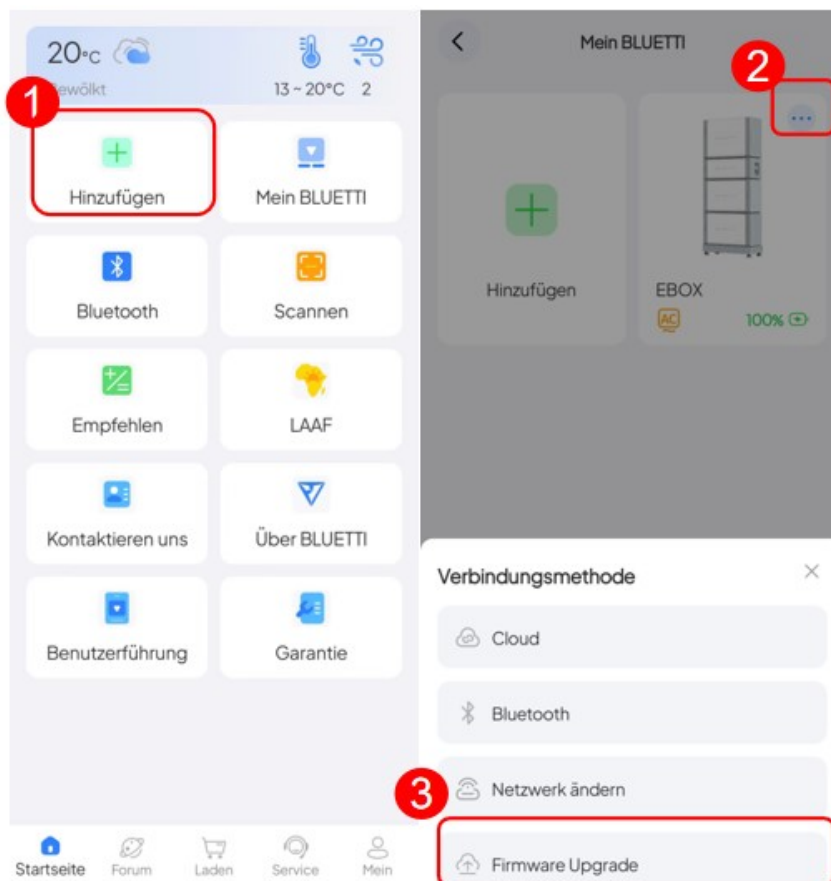 20°C
Gewölkt
13 ~ 20°C 2
1
Hinzufügen
Mein BLUETTI
Bluetooth
Scannen
Empfehlen
LAAF
Kontaktieren uns
Über BLUETTI
Benutzerführung
Garantie
Startseite
Forum
Laden
Service
Mein
Mein BLUETTI
2
Hinzufügen
EBOX
AC
100%
Verbindungsmethode
Cloud
Bluetooth
Netzwerk ändern
3
Firmware Upgrade